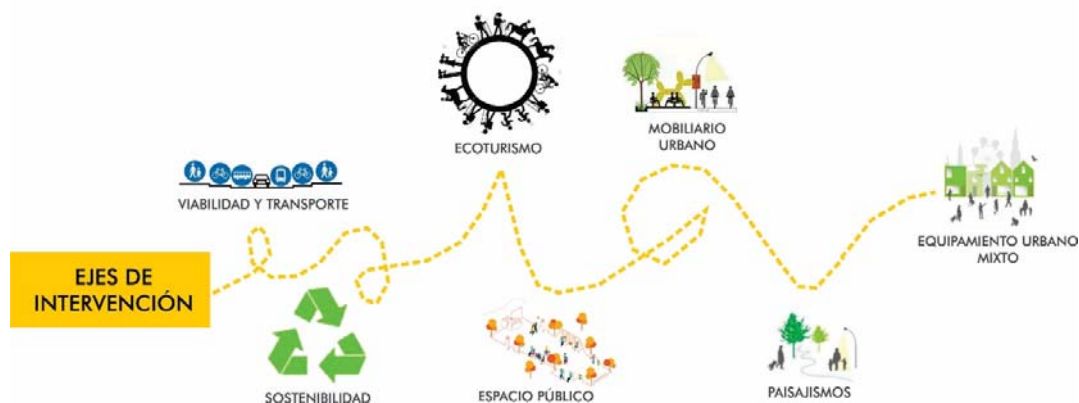 EJES DE
INTERVENCIÓN
VIABILIDAD Y TRANSPORTE
SOSTENIBILIDAD
ECOTURISMO
ESPACIO PÚBLICO
MOBILIARIO
URBANO
PAISAJISMOS
EQUIPAMIENTO URBANO
MIXTO